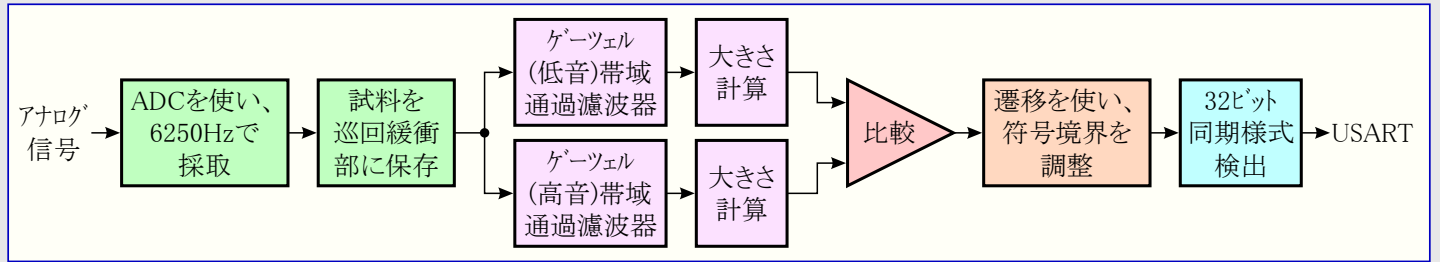 アナログ
信号
ADCを使い、
6250Hzで
採取
試料を
巡回緩衝
部に保存
ゲーツェル
(低音)帯域
通過濾波器
大きさ
計算
ゲーツェル
(高音)帯域
通過濾波器
大きさ
計算
比較
遷移を使い、
符号境界を
調整
32ビット
同期様式
検出
USART